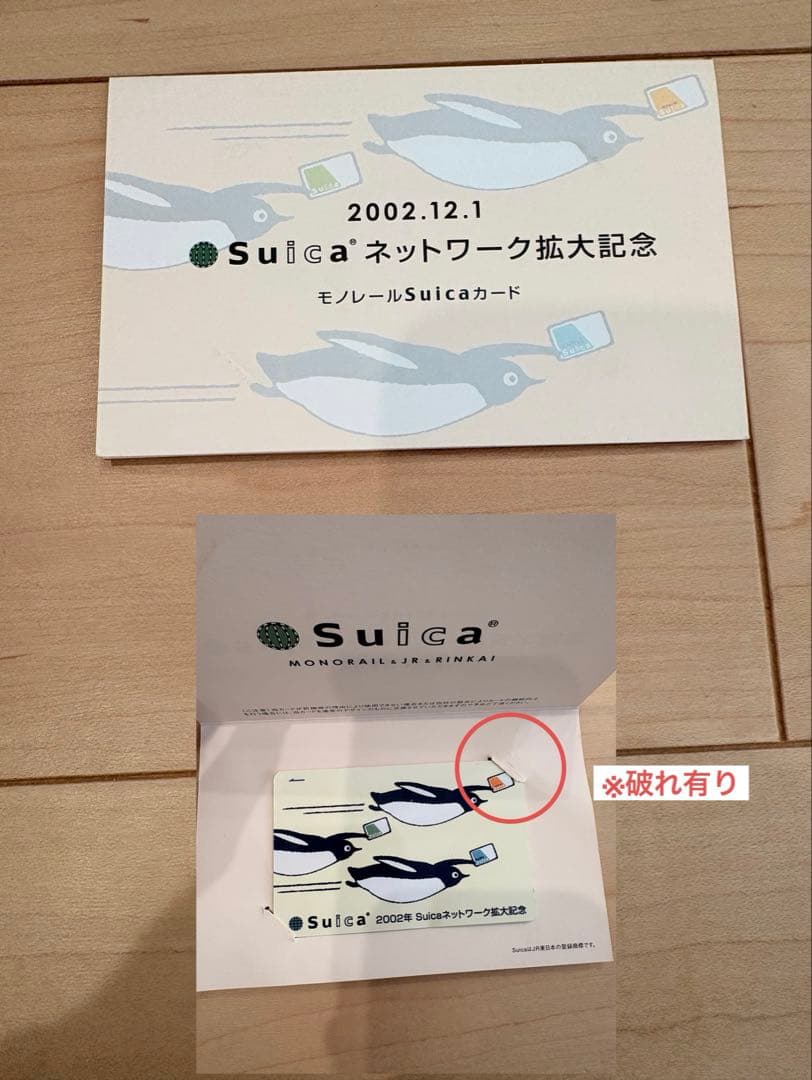 2002.12.1
Suica® ネットワーク拡大記念
モノレールSuicaカード
Suica
Suica
Suica
Suica®
MONORAIL & JR & RINKAI
※破れ有り
Suica® 2002年 Suicaネットワーク拡大記念
SuicaはJR東日本の登録商標です。